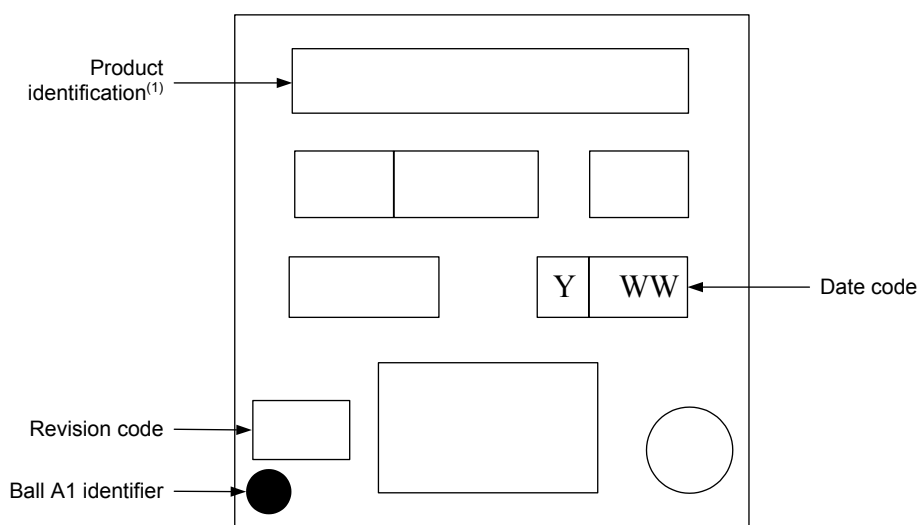 Product
identification(1)
Y WW
Date code
Revision code
Ball A1 identifier